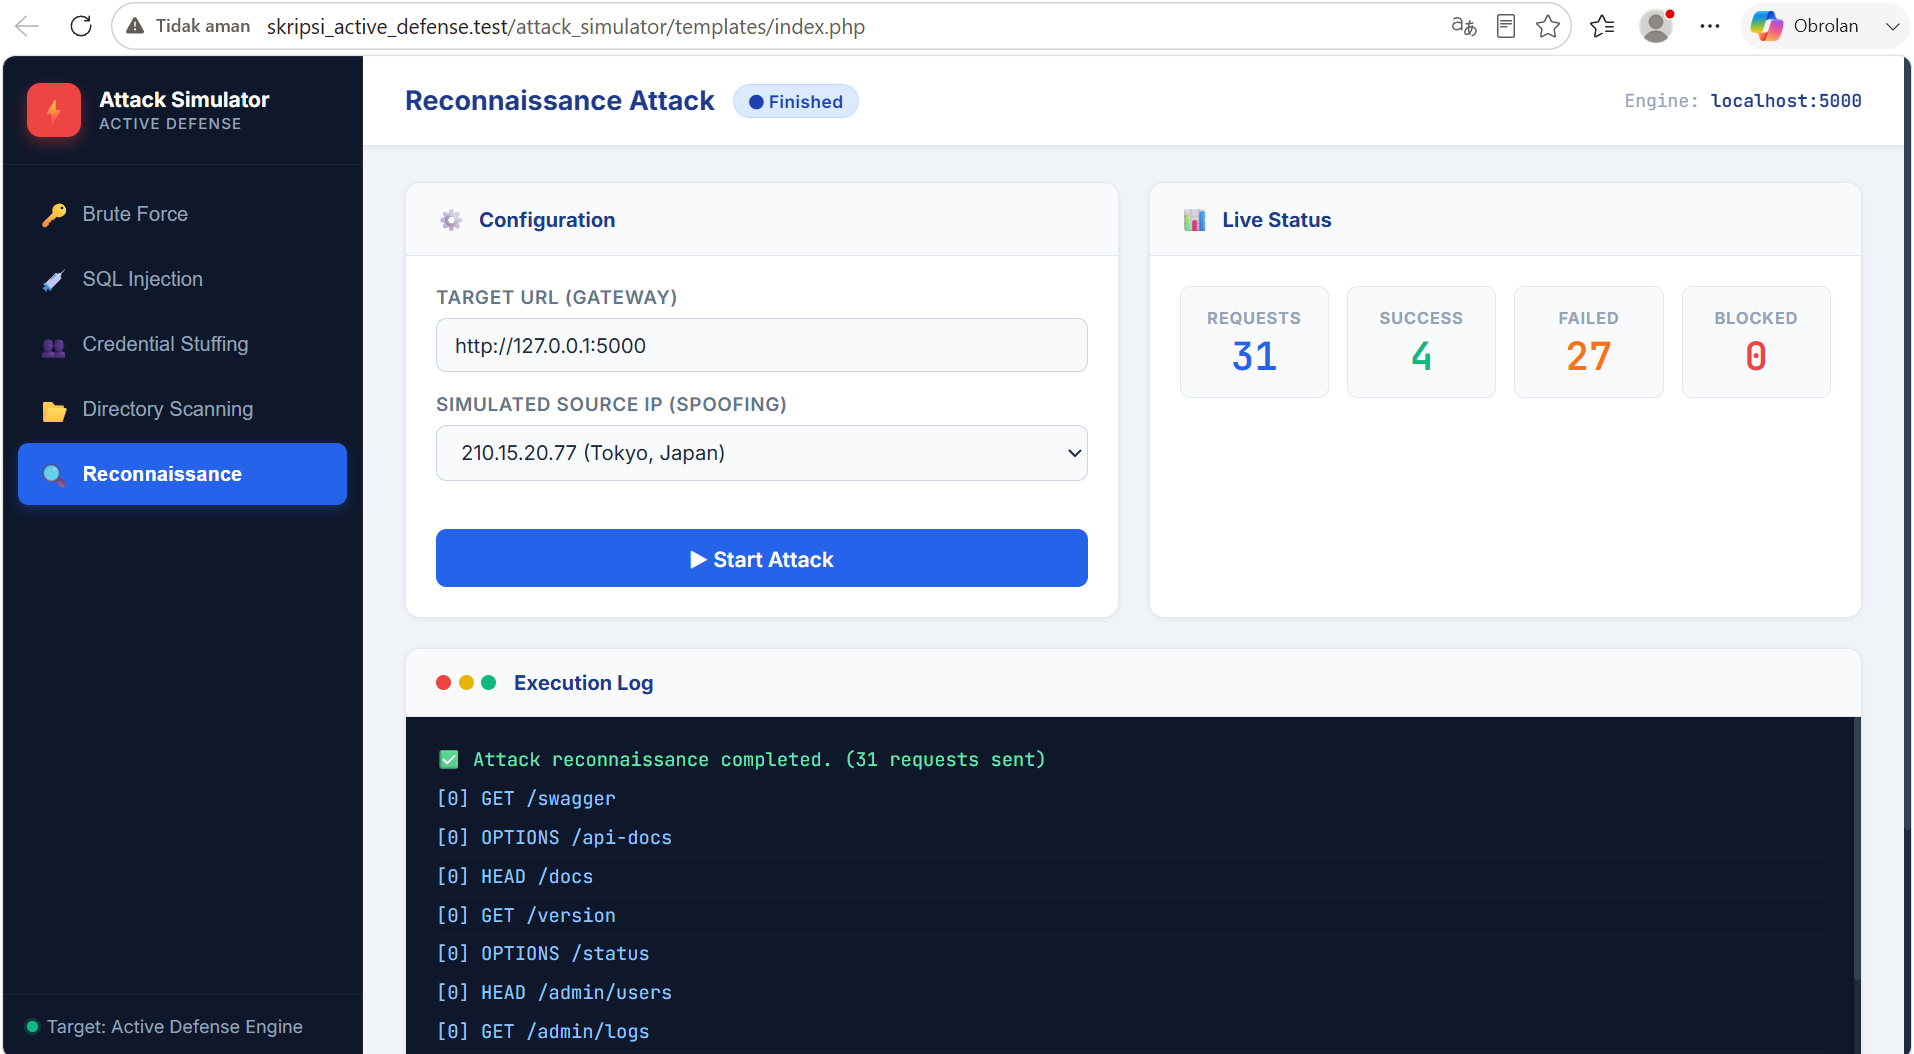 Tidak aman skripsi_active_defense.test/attack_simulator/templates/index.php
Obrolan
Attack Simulator
ACTIVE DEFENSE
Brute Force
SQL Injection
Credential Stuffing
Directory Scanning
Reconnaissance
Target: Active Defense Engine
Reconnaissance Attack
Finished
Engine: localhost:5000
Configuration
TARGET URL (GATEWAY)
http://127.0.0.1:5000
SIMULATED SOURCE IP (SPOOFING)
210.15.20.77 (Tokyo, Japan)
▶ Start Attack
Live Status
REQUESTS
31
SUCCESS
4
FAILED
27
BLOCKED
0
Execution Log
✅ Attack reconnaissance completed. (31 requests sent)
[0] GET /swagger
[0] OPTIONS /api-docs
[0] HEAD /docs
[0] GET /version
[0] OPTIONS /status
[0] HEAD /admin/users
[0] GET /admin/logs